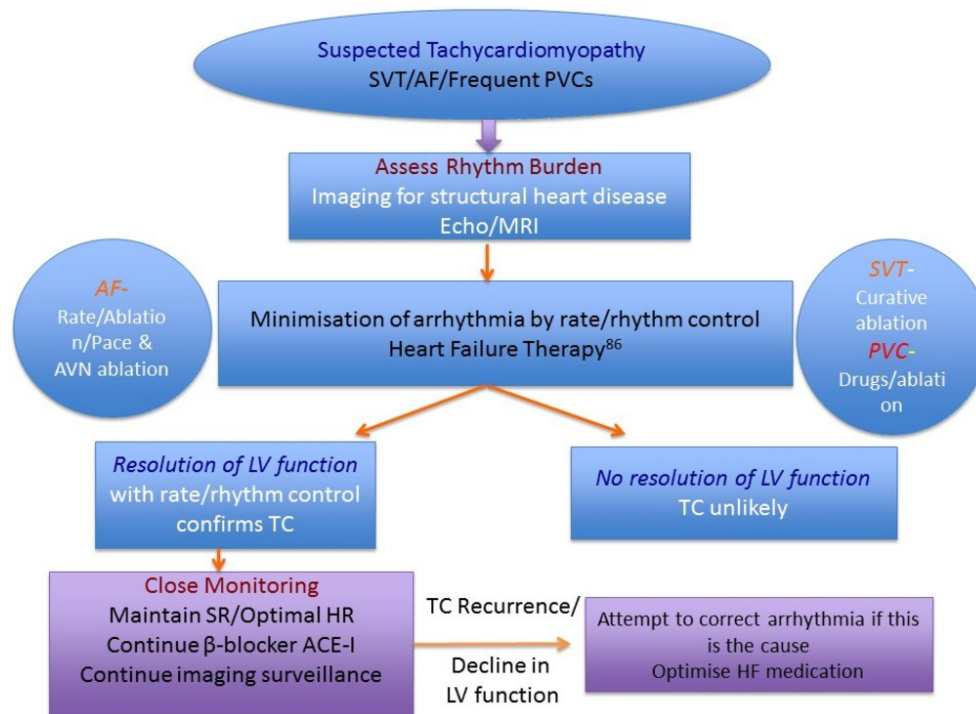 Suspected Tachycardiomyopathy
SVT/AF/Frequent PVCs
Assess Rhythm Burden
Imaging for structural heart disease
Echo/MRI
AF-
Rate/Ablatio
n/Pace &
AVN ablation
Minimisation of arrhythmia by rate/rhythm control
Heart Failure Therapy86
SVT-
Curative
ablation
PVC-
Drugs/ablati
on
Resolution of LV function
with rate/rhythm control
confirms TC
No resolution of LV function
TC unlikely
Close Monitoring
Maintain SR/Optimal HR
Continue β-blocker ACE-I
Continue imaging surveillance
TC Recurrence/
Decline in
LV function
Attempt to correct arrhythmia if this
is the cause
Optimise HF medication